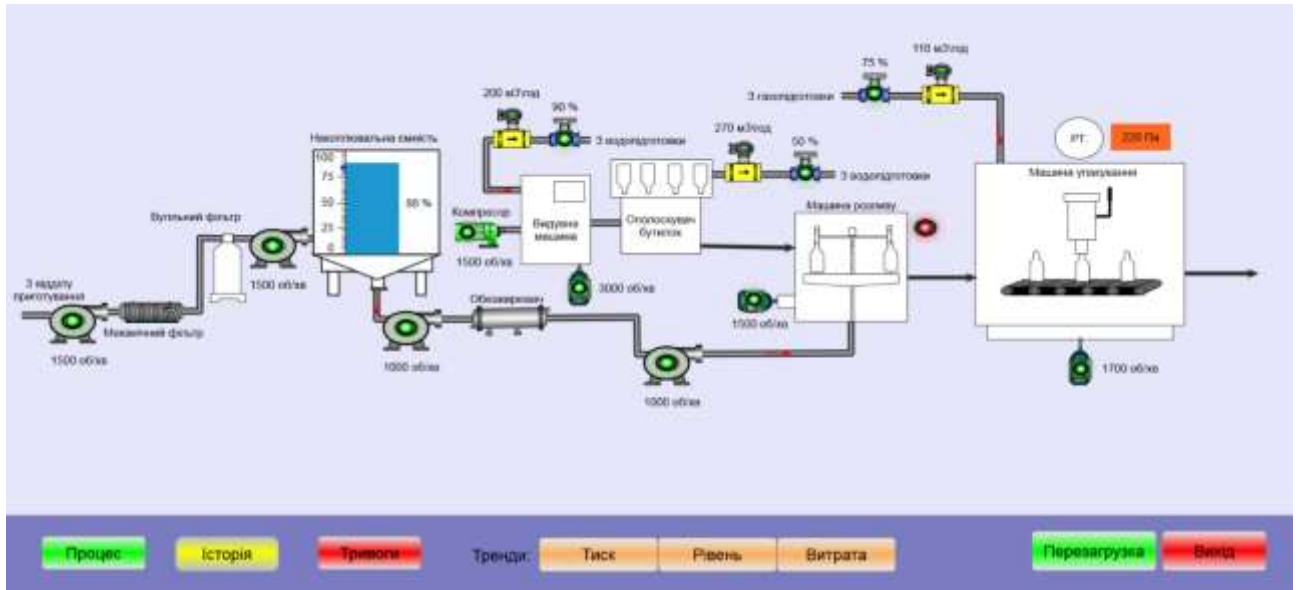 75 %
110 м3\год
З газопідготовки
200 м3\год
90 %
З водопідготовки
270 м3\год
50 %
З водопідготовки
PT
220 Па
Машина упакування
Накопичувальна ємність
100
75
50
25
0
88 %
Вугільний фільтр
1500 об/хв
Компресор
1500 об/хв
Видувна
машина
3000 об/хв
Ополоскувач
бутилок
Машина розливу
1500 об/хв
З відділу
приготування
1500 об/хв
Механічний фільтр
1000 об/хв
1000 об/хв
1700 об/хв
Процес
Історія
Тривоги
Тренди:
Тиск
Рівень
Витрата
Перезагрузка
Вихід